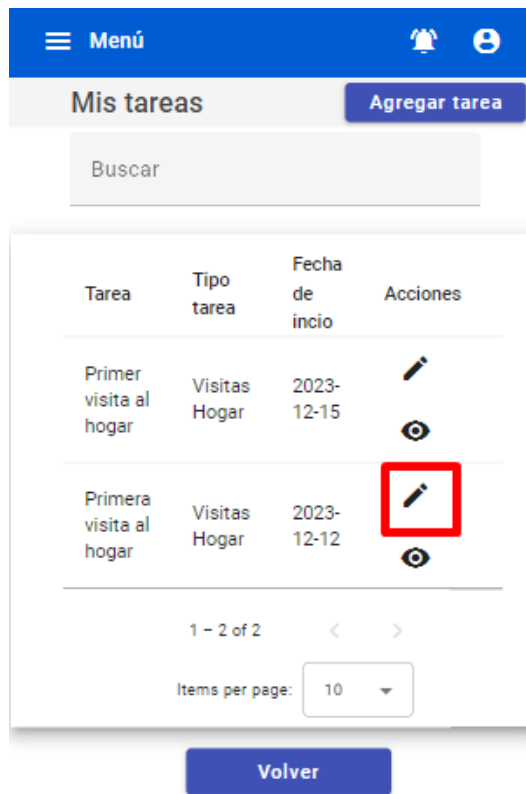 Menú
Mis tareas
Agregar tarea
Buscar
Tarea
Tipo
tarea
Fecha
de
incio
Acciones
Primer
visita al
hogar
Visitas
Hogar
2023-
12-15
Primera
visita al
hogar
Visitas
Hogar
2023-
12-12
1 – 2 of 2
Items per page:
10
Volver